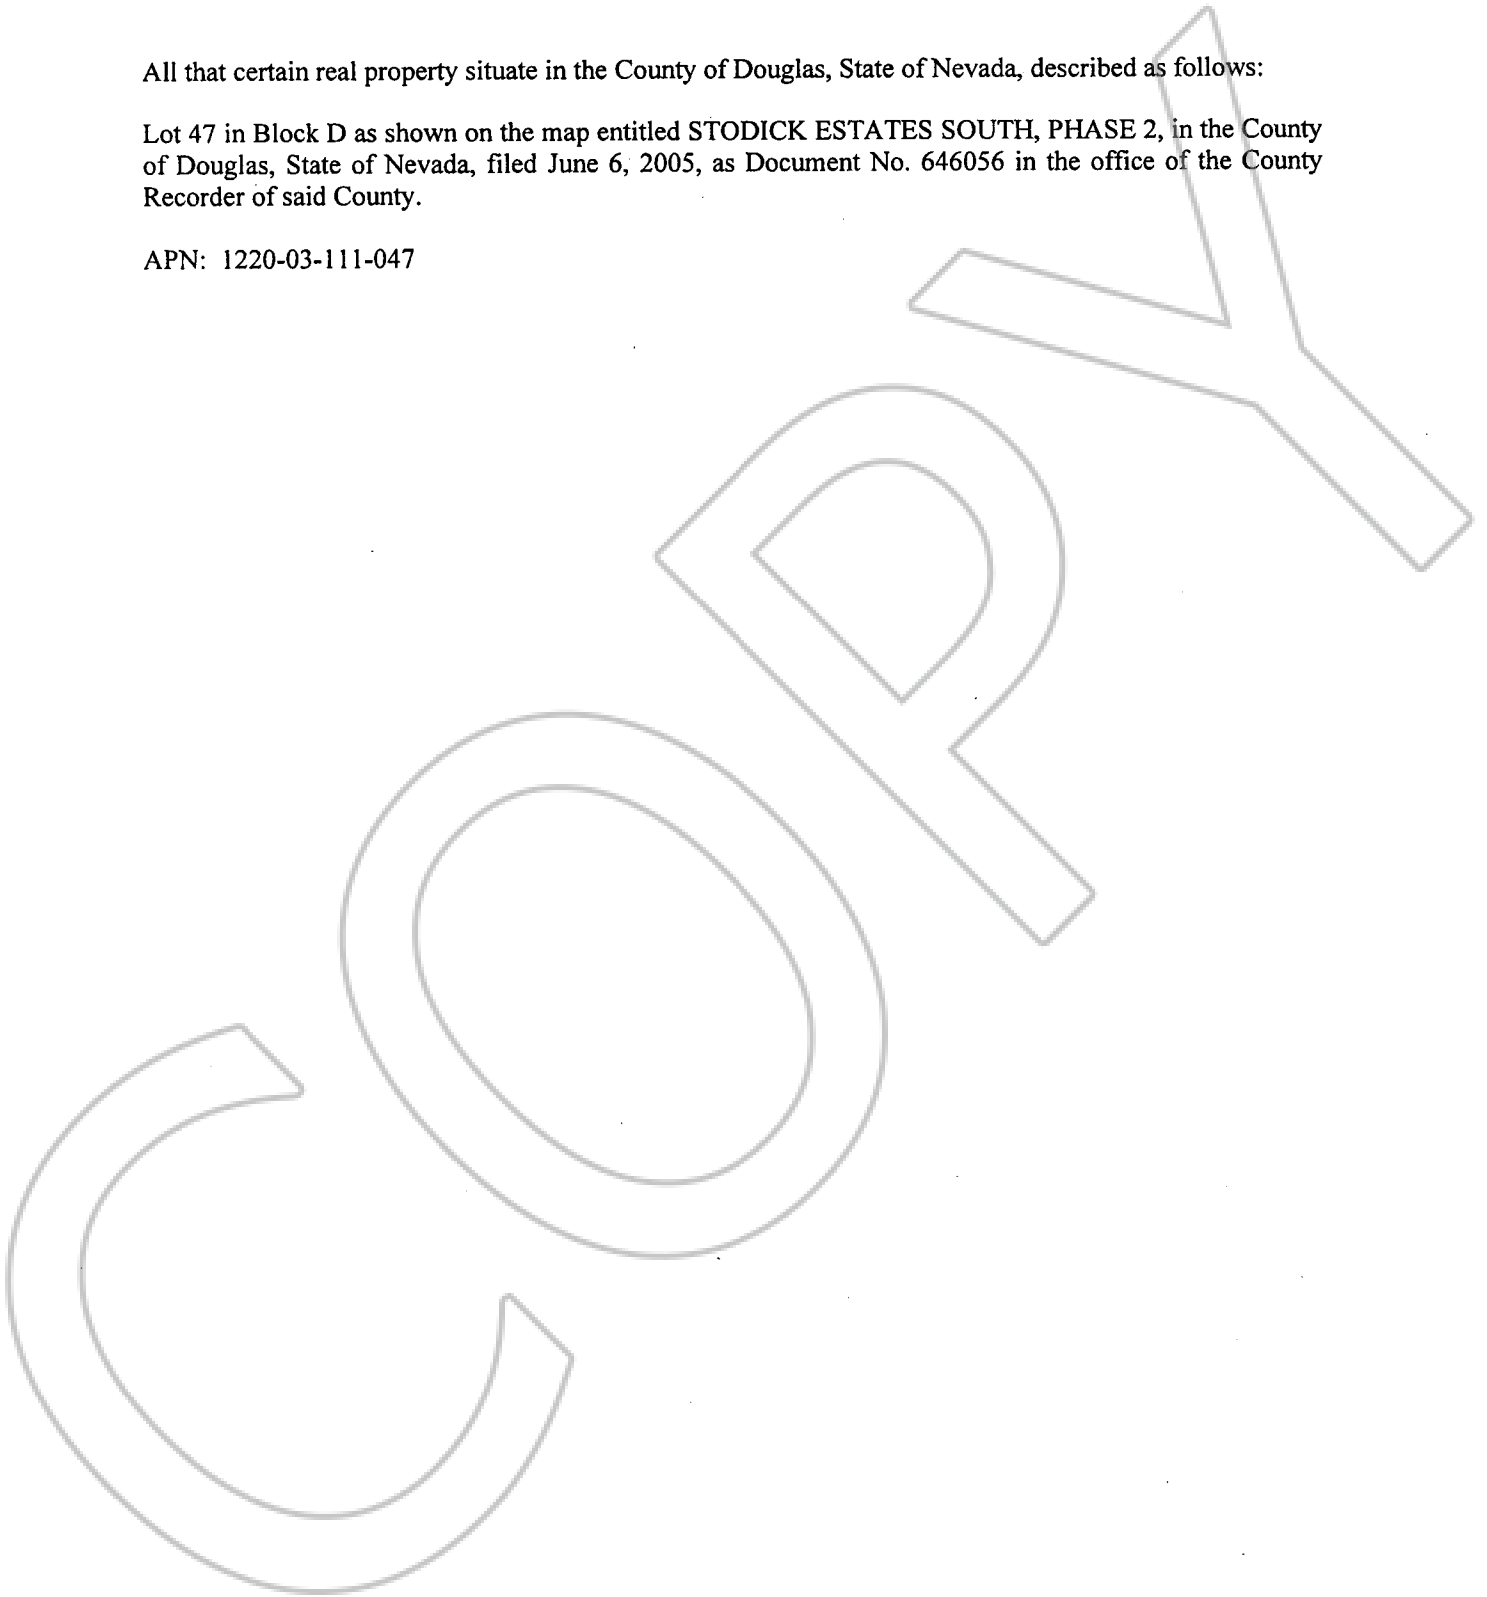 All that certain real property situate in the County of Douglas, State of Nevada, described as follows:
Lot 47 in Block D as shown on the map entitled STODICK ESTATES SOUTH, PHASE 2, in the County
of Douglas, State of Nevada, filed June 6, 2005, as Document No. 646056 in the office of the County
Recorder of said County.
APN: 1220-03-111-047
COPY